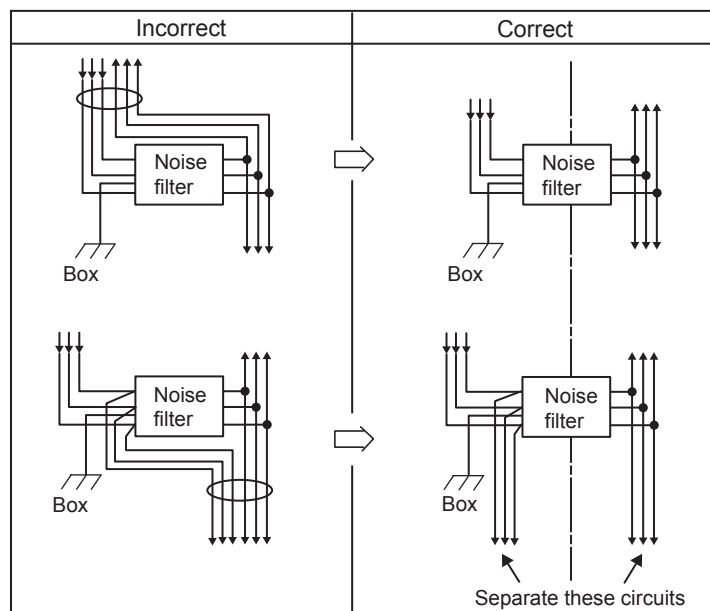 Incorrect
Correct
Noise
filter
Box
Noise
filter
Box
Noise
filter
Box
Noise
filter
Box
Separate these circuits